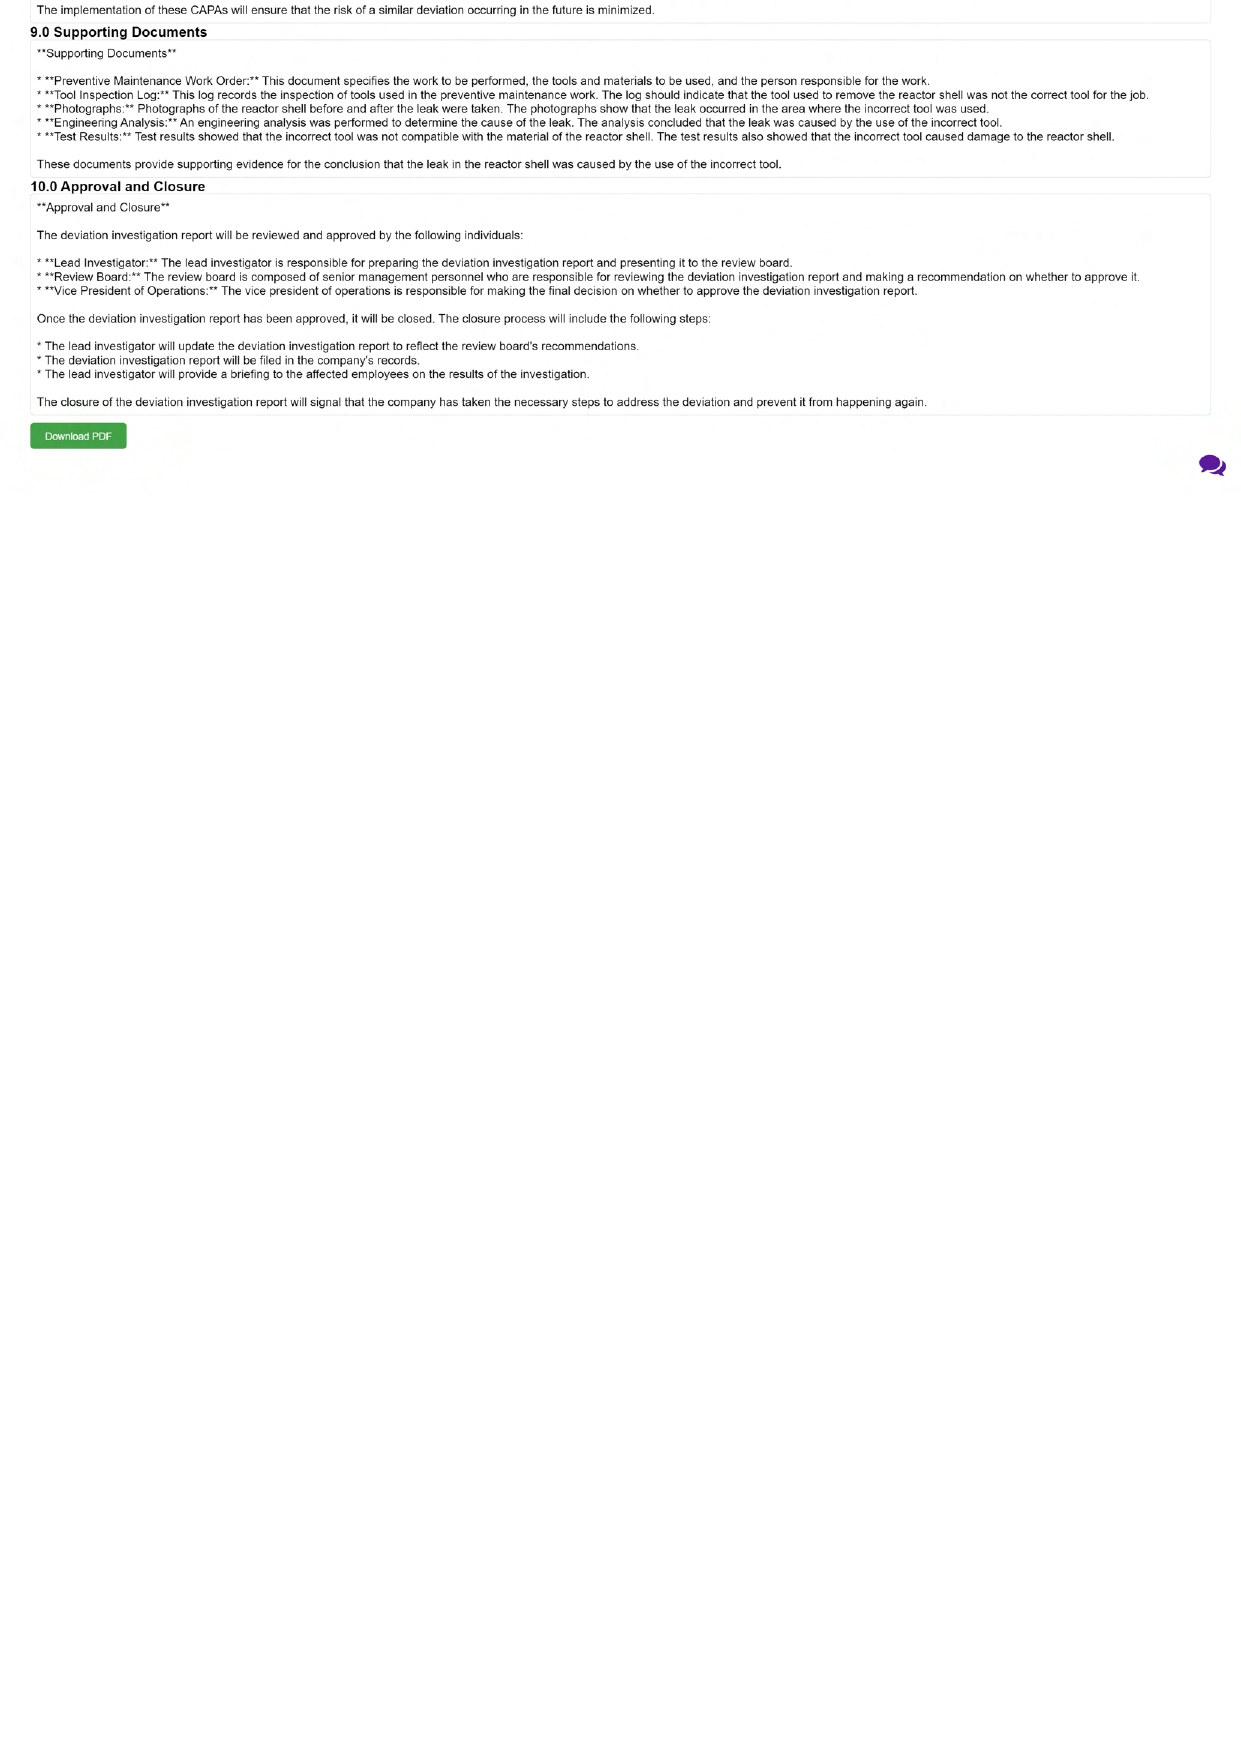 The implementation of these CAPAs will ensure that the risk of a similar deviation occurring in the future is minimized.
9.0 Supporting Documents
**Supporting Documents**
* **Preventive Maintenance Work Order:** This document specifies the work to be performed, the tools and materials to be used, and the person responsible for the work.
* **Tool Inspection Log:** This log records the inspection of tools used in the preventive maintenance work. The log should indicate that the tool used to remove the reactor shell was not the correct tool for the job.
* **Photographs:** Photographs of the reactor shell before and after the leak were taken. The photographs show that the leak occurred in the area where the incorrect tool was used.
* **Engineering Analysis:** An engineering analysis was performed to determine the cause of the leak. The analysis concluded that the leak was caused by the use of the incorrect tool.
* **Test Results:** Test results showed that the incorrect tool was not compatible with the material of the reactor shell. The test results also showed that the incorrect tool caused damage to the reactor shell.
These documents provide supporting evidence for the conclusion that the leak in the reactor shell was caused by the use of the incorrect tool.
10.0 Approval and Closure
**Approval and Closure**
The deviation investigation report will be reviewed and approved by the following individuals:
* **Lead Investigator:** The lead investigator is responsible for preparing the deviation investigation report and presenting it to the review board.
* **Review Board:** The review board is composed of senior management personnel who are responsible for reviewing the deviation investigation report and making a recommendation on whether to approve it.
* **Vice President of Operations:** The vice president of operations is responsible for making the final decision on whether to approve the deviation investigation report.
Once the deviation investigation report has been approved, it will be closed. The closure process will include the following steps:
* The lead investigator will update the deviation investigation report to reflect the review board's recommendations.
* The deviation investigation report will be filed in the company's records.
* The lead investigator will provide a briefing to the affected employees on the results of the investigation.
The closure of the deviation investigation report will signal that the company has taken the necessary steps to address the deviation and prevent it from happening again.
Download PDF